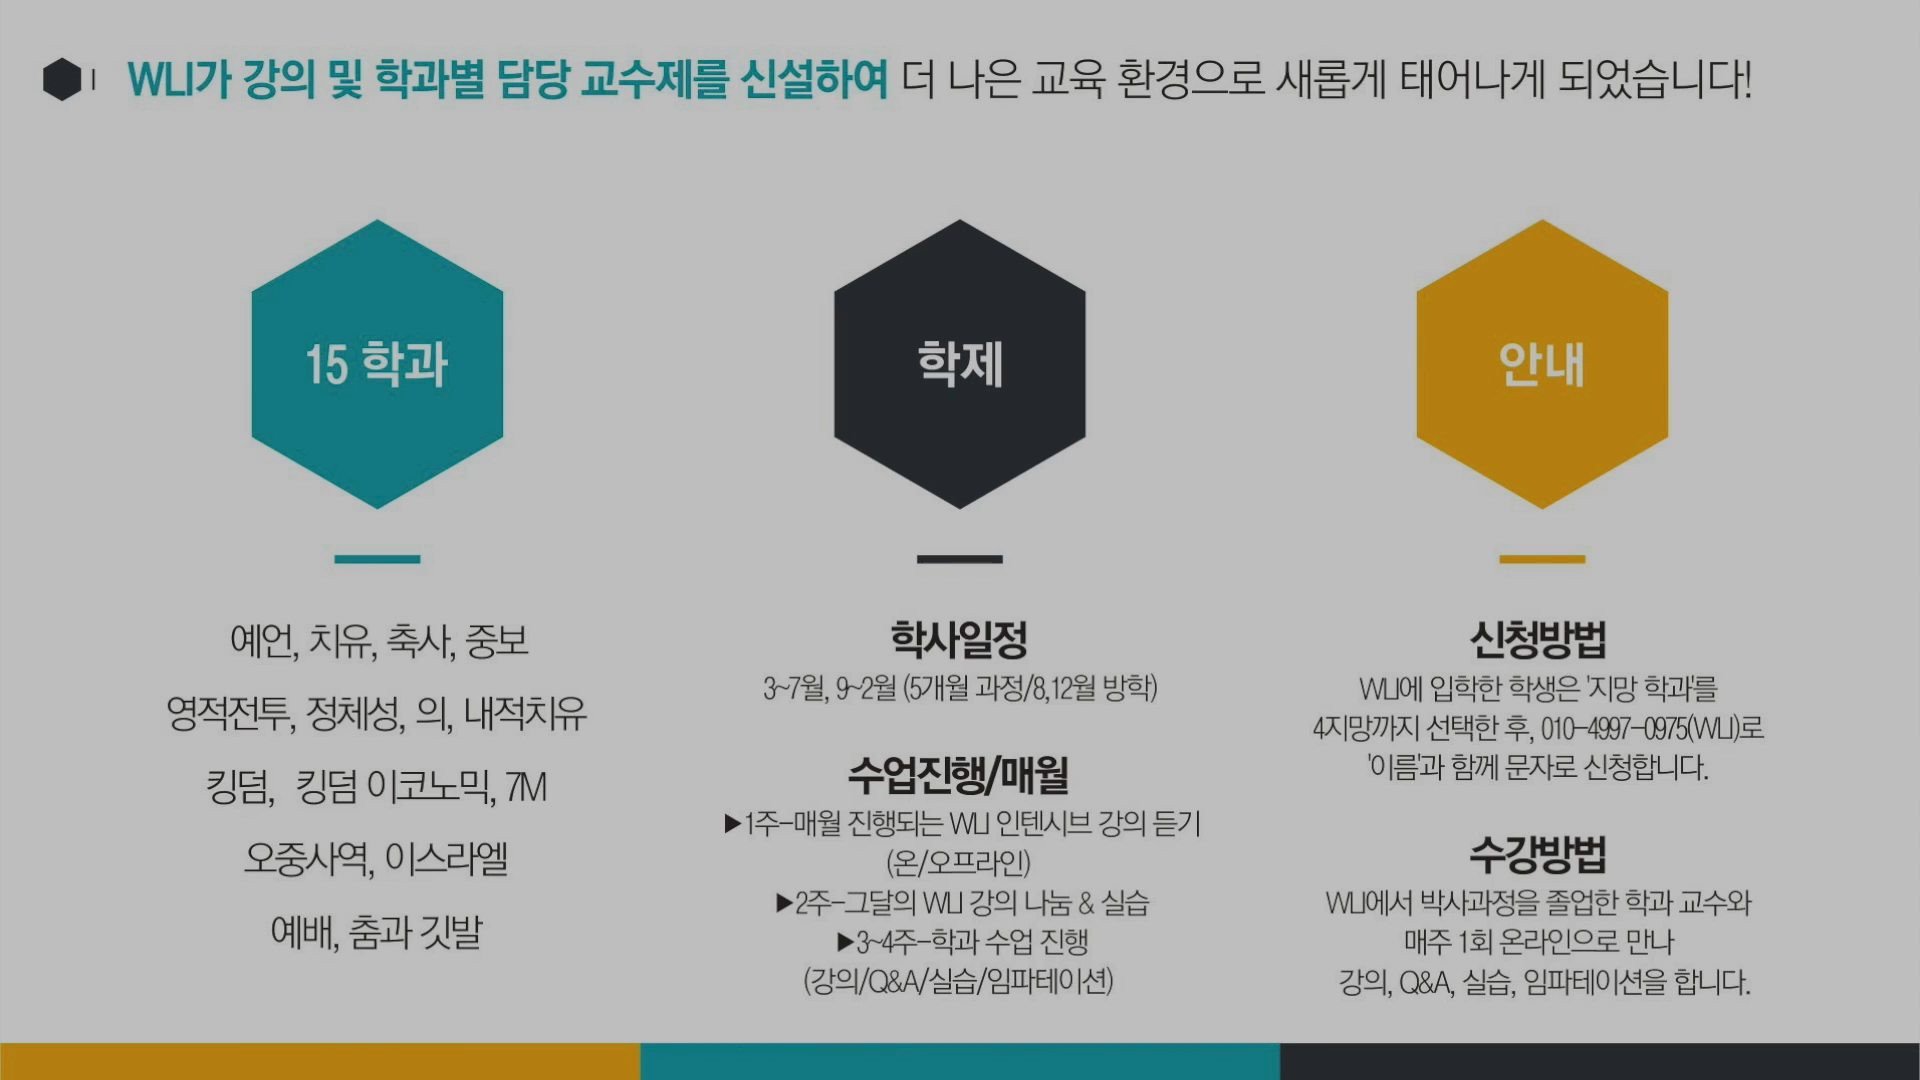 WLI가 강의 및 학과별 담당 교수제를 신설하여 더 나은 교육 환경으로 새롭게 태어나게 되었습니다!
15 학과
예언, 치유, 축사, 중보
영적전투, 정체성, 의, 내적치유
킹덤, 킹덤 이코노믹, 7M
오중사역, 이스라엘
예배, 춤과 깃발
학제
학사일정
3~7월, 9~2월 (5개월 과정/8,12월 방학)
수업진행/매월
▶1주-매월 진행되는 WLI 인텐시브 강의 듣기
(온/오프라인)
▶2주-그달의 WLI 강의 나눔 & 실습
▶3~4주-학과 수업 진행
(강의/Q&A/실습/임파테이션)
안내
신청방법
WLI에 입학한 학생은 '지망 학과'를
4지망까지 선택한 후, 010-4997-0975(WLI)로
'이름'과 함께 문자로 신청합니다.
수강방법
WLI에서 박사과정을 졸업한 학과 교수와
매주 1회 온라인으로 만나
강의, Q&A, 실습, 임파테이션을 합니다.